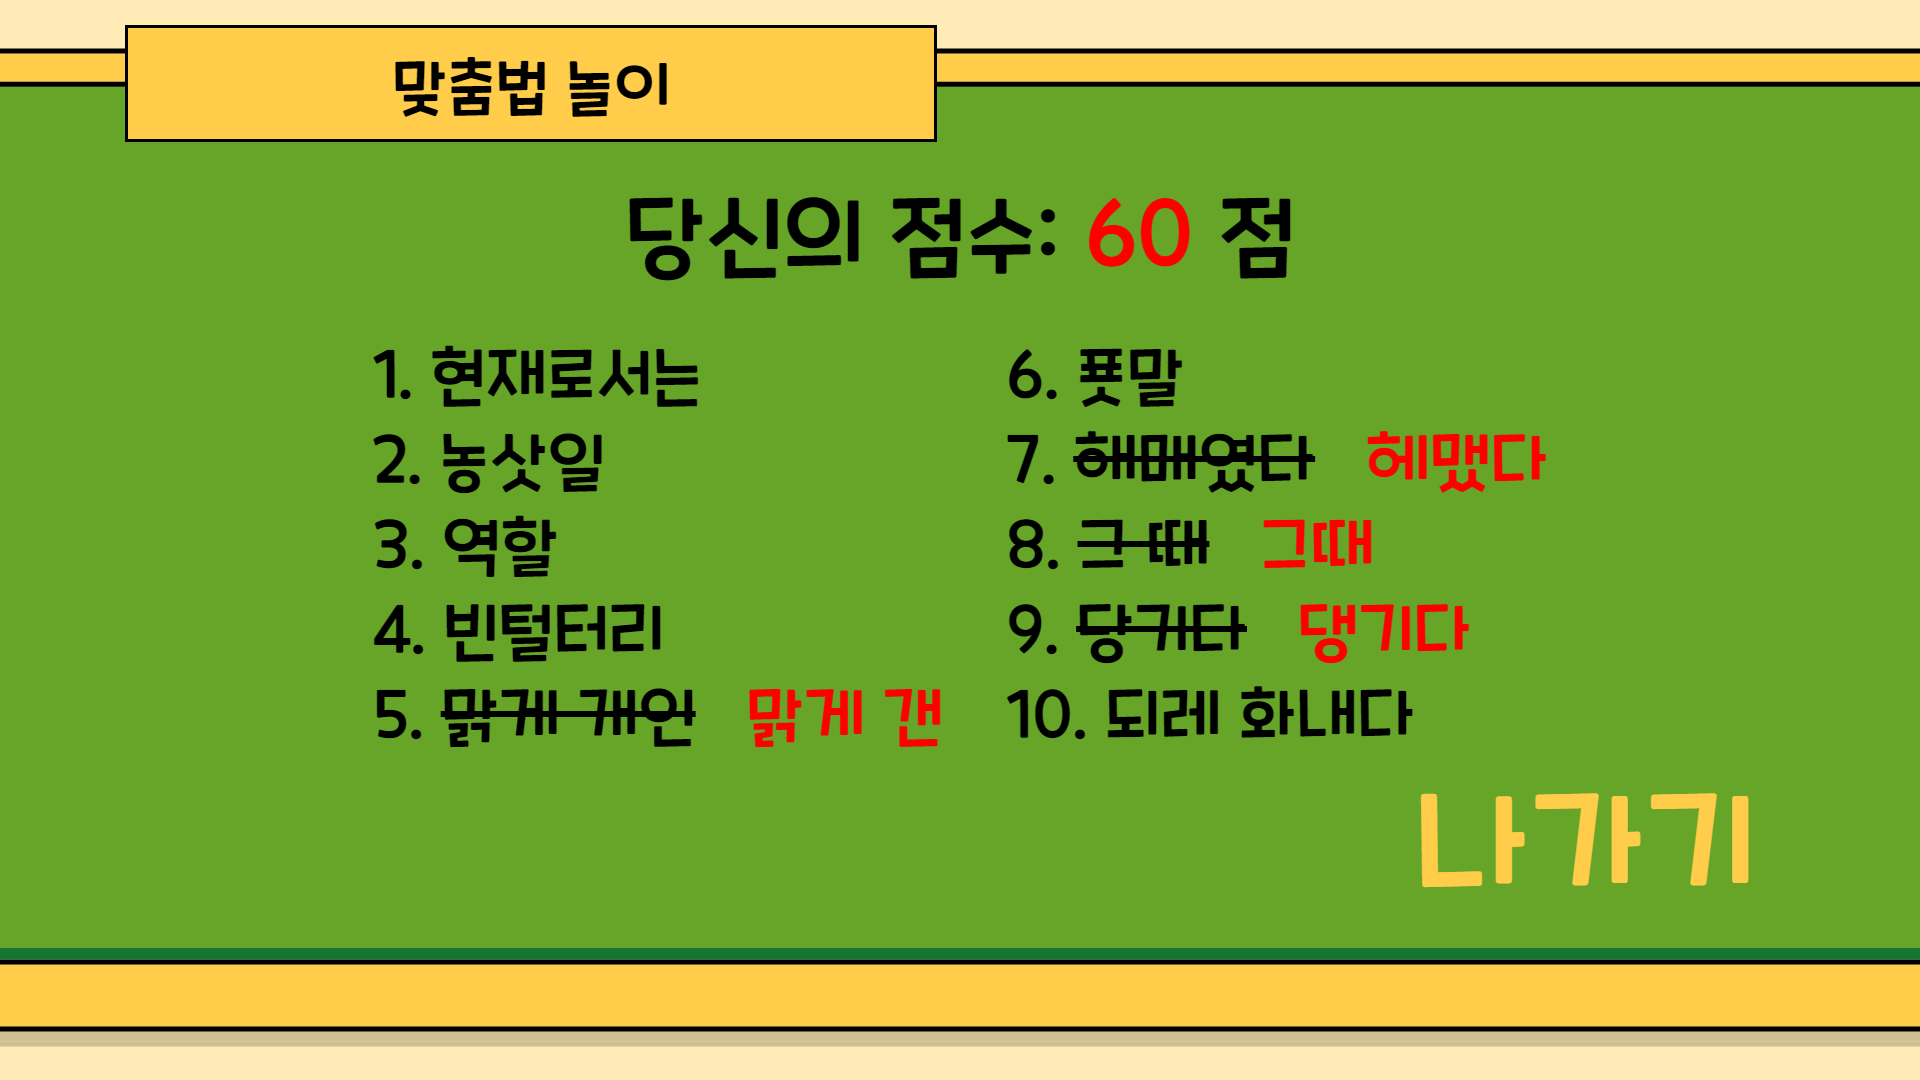 맞춤법 놀이
당신의 점수: 60 점
1. 현재로서는
2. 농삿일
3. 역할
4. 빈털터리
5. 맑게 개인 맑게 갠
6. 푯말
7. 해매였다 헤맸다
8. 그 때 그때
9. 당기다 댕기다
10. 되레 화내다
나가기